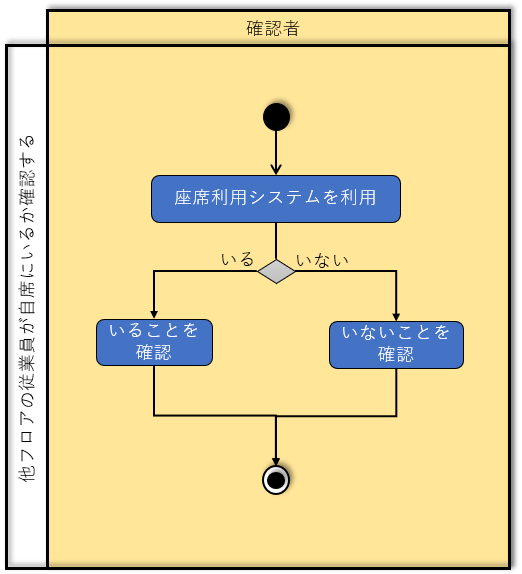 確認者
他フロアの従業員が自席にいるか確認する
座席利用システムを利用
いる
いない
いることを
確認
いないことを
確認